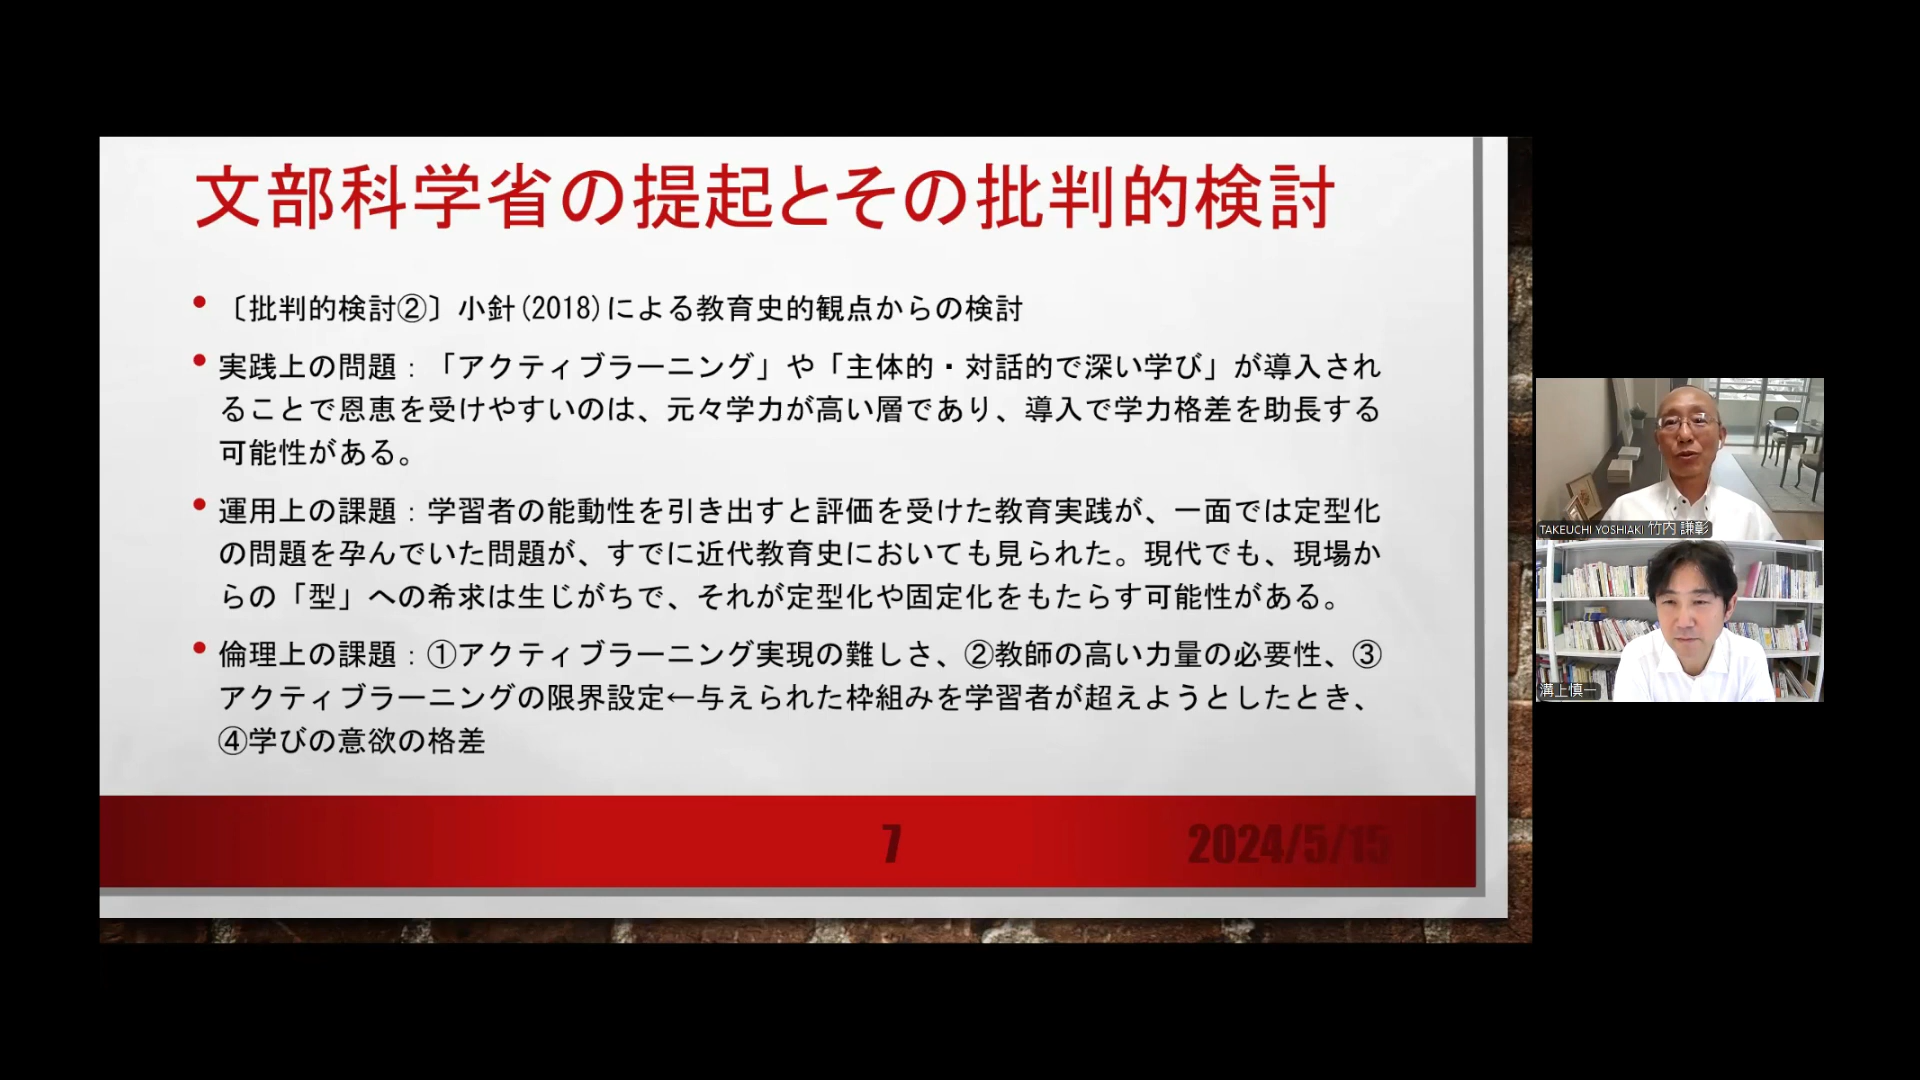 文部科学省の提起とその批判的検討
• 〔批判的検討②〕小針(2018)による教育史的観点からの検討
• 実践上の問題：「アクティブラーニング」や「主体的・対話的で深い学び」が導入され
ることで恩恵を受けやすいのは、元々学力が高い層であり、導入で学力格差を助長する
可能性がある。
• 運用上の課題：学習者の能動性を引き出すと評価を受けた教育実践が、一面では定型化
の問題を孕んでいた問題が、すでに近代教育史においても見られた。現代でも、現場か
らの「型」への希求は生じがちで、それが定型化や固定化をもたらす可能性がある。
• 倫理上の課題：①アクティブラーニング実現の難しさ、②教師の高い力量の必要性、③
アクティブラーニングの限界設定←与えられた枠組みを学習者が超えようとしたとき、
④学びの意欲の格差
7
2024/5/15
TAKEUCHI YOSHIAKI 竹内 謙彰
溝上慎一